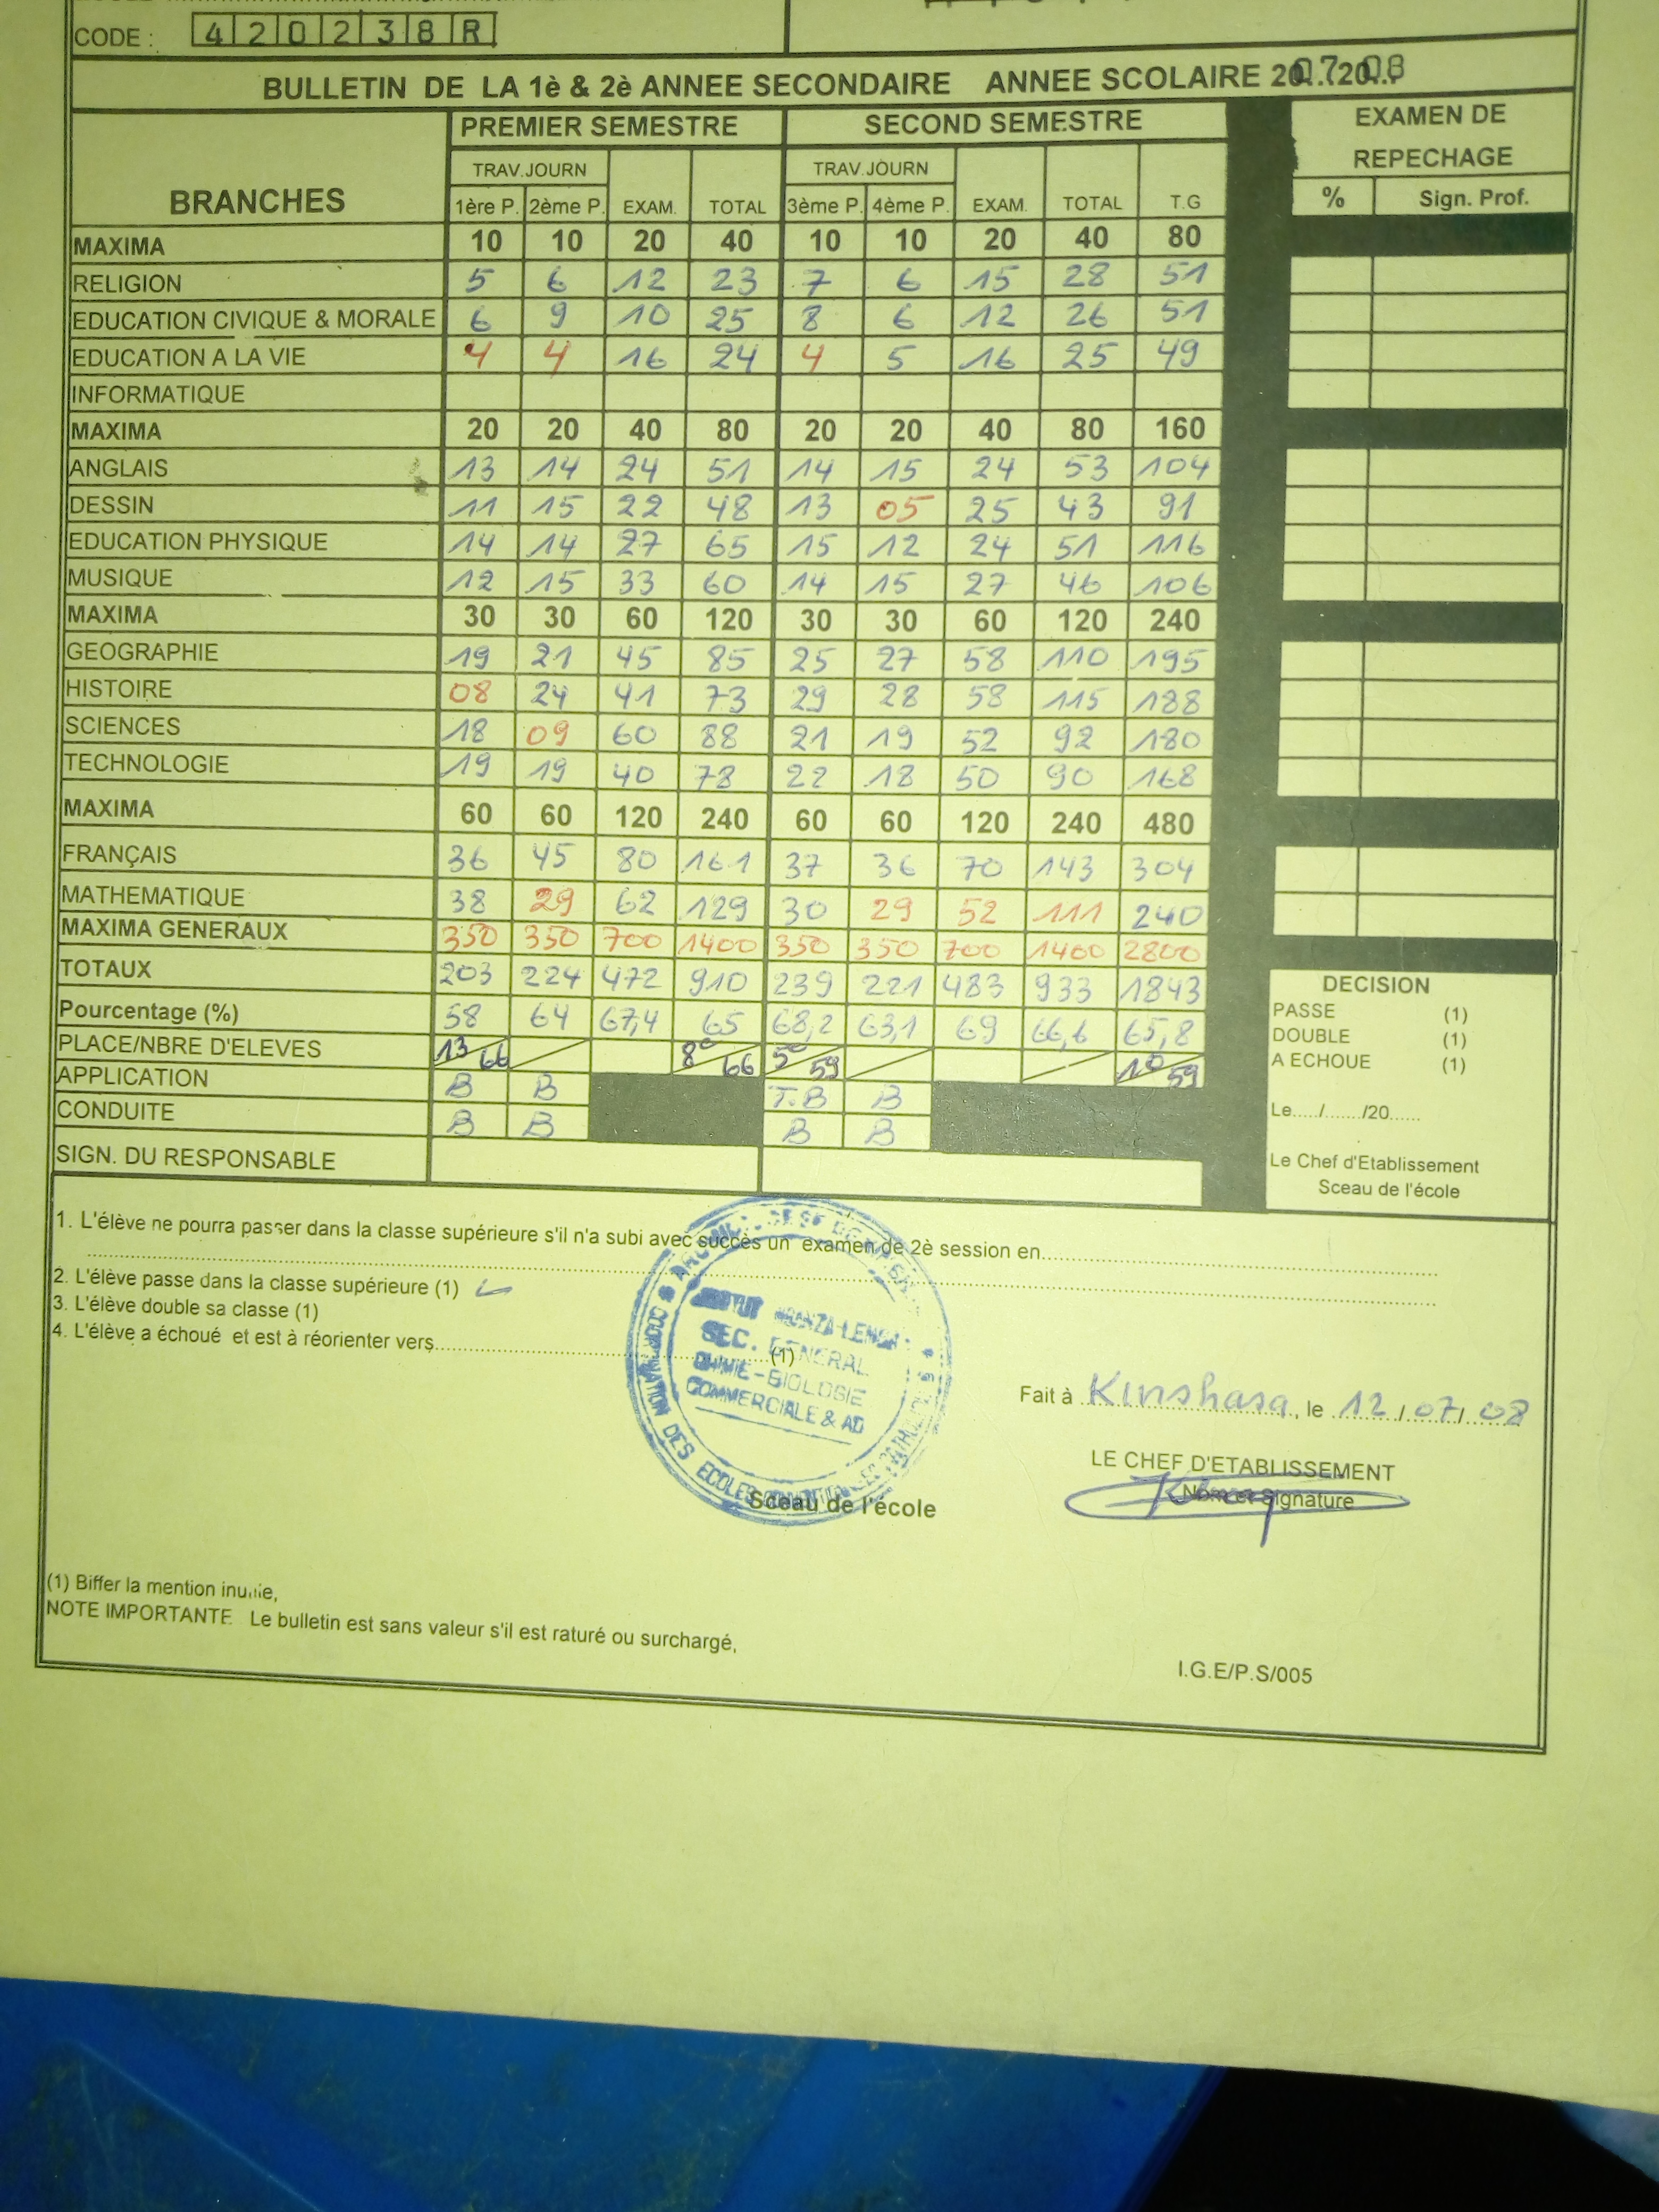 CODE : 4 2 0 2 3 8 R
BULLETIN DE LA 1è & 2è ANNEE SECONDAIRE ANNEE SCOLAIRE 2007.2008
BRANCHES PREMIER SEMESTRE SECOND SEMESTRE EXAMEN DE REPECHAGE
TRAV.JOURN TRAV.JOURN
1ère P. 2ème P. EXAM. TOTAL 3ème P. 4ème P. EXAM. TOTAL T.G % Sign. Prof.
MAXIMA 10 10 20 40 10 10 20 40 80
RELIGION 5 6 12 23 7 6 15 28 51
EDUCATION CIVIQUE & MORALE 6 9 10 25 8 6 12 26 51
EDUCATION A LA VIE 4 4 16 24 4 5 16 25 49
INFORMATIQUE
MAXIMA 20 20 40 80 20 20 40 80 160
ANGLAIS 13 14 24 51 14 15 24 53 104
DESSIN 11 15 22 48 13 05 25 43 91
EDUCATION PHYSIQUE 14 14 27 65 15 12 24 51 116
MUSIQUE 12 15 33 60 14 15 27 46 106
MAXIMA 30 30 60 120 30 30 60 120 240
GEOGRAPHIE 19 21 45 85 25 27 58 110 195
HISTOIRE 08 24 41 73 29 28 58 115 188
SCIENCES 18 09 60 88 21 19 52 92 180
TECHNOLOGIE 19 19 40 78 22 18 50 90 168
MAXIMA 60 60 120 240 60 60 120 240 480
FRANÇAIS 36 45 80 161 37 36 70 143 304
MATHEMATIQUE 38 29 62 129 30 29 52 111 240
MAXIMA GENERAUX 350 350 700 1400 350 350 700 1400 2800
TOTAUX 203 224 472 910 239 221 483 933 1843
Pourcentage (%) 58 64 67,4 65 68,2 63,1 69 66,6 65,8
PLACE/NBRE D'ELEVES 13/66 8e/66 5e/59 10/59
APPLICATION B B T.B B
CONDUITE B B B B
SIGN. DU RESPONSABLE
DECISION
PASSE (1)
DOUBLE (1)
A ECHOUE (1)
Le...../......./20......
Le Chef d'Etablissement
Sceau de l'école
1. L'élève ne pourra passer dans la classe supérieure s'il n'a subi avec succès un examen de 2è session en
2. L'élève passe dans la classe supérieure (1)
3. L'élève double sa classe (1)
4. L'élève a échoué et est à réorienter vers (1)
SEC. GENERAL
CHIMIE-BIOLOGIE
COMMERCIALE & AD
COORDINATION DES ECOLES
Sceau de l'école
Fait à Kinshasa, le 12/07/08
LE CHEF D'ETABLISSEMENT
Nom et Signature
(1) Biffer la mention inutile,
NOTE IMPORTANTE Le bulletin est sans valeur s'il est raturé ou surchargé,
I.G.E/P.S/005